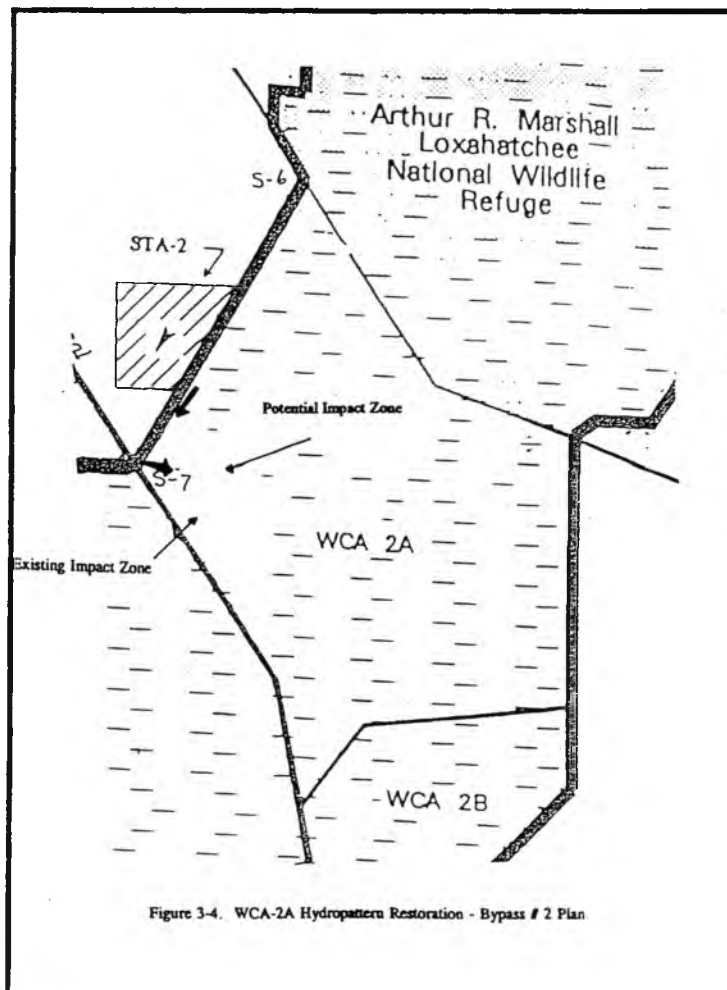 Arthur R. Marshall
Loxahatchee
National Wildlife
Refuge
S-6
STA-2
Potential Impact Zone
S-7
WCA 2A
Existing Impact Zone
WCA 2B
Figure 3-4. WCA-2A Hydropattern Restoration - Bypass # 2 Plan